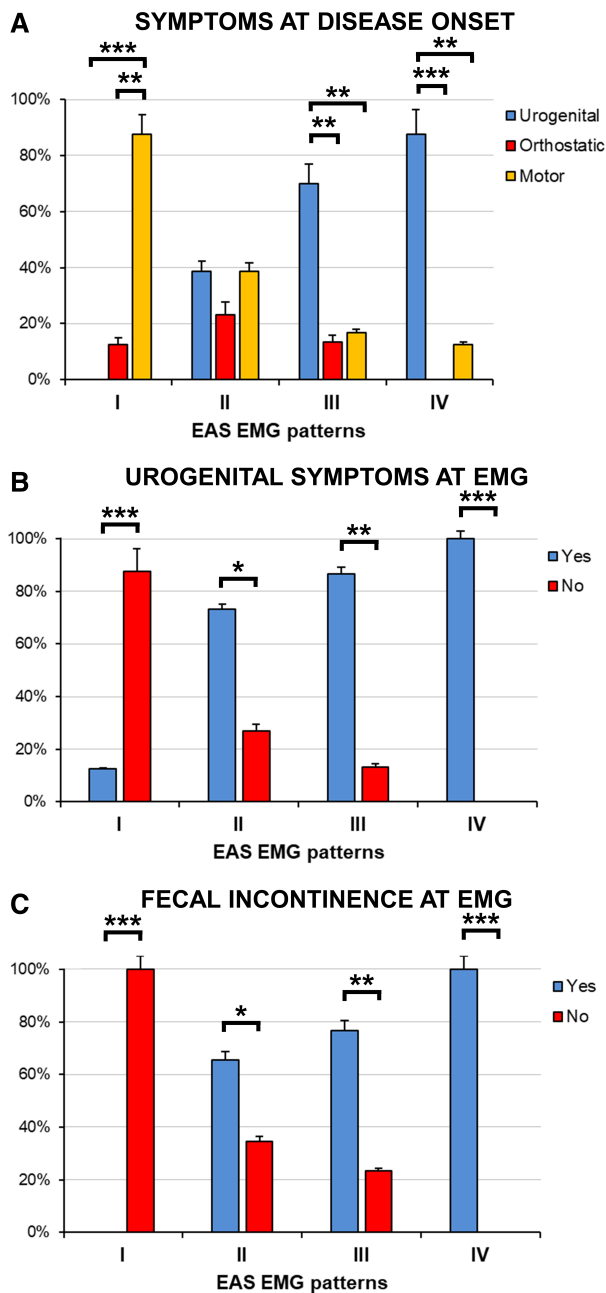 A
SYMPTOMS AT DISEASE ONSET
*** ** ** ** ** ***
100%
80%
60%
40%
20%
0%
Urogenital
Orthostatic
Motor
I II III IV
EAS EMG patterns
B
UROGENITAL SYMPTOMS AT EMG
*** * ** ***
100%
80%
60%
40%
20%
0%
Yes
No
I II III IV
EAS EMG patterns
C
FECAL INCONTINENCE AT EMG
*** * ** ***
100%
80%
60%
40%
20%
0%
Yes
No
I II III IV
EAS EMG patterns